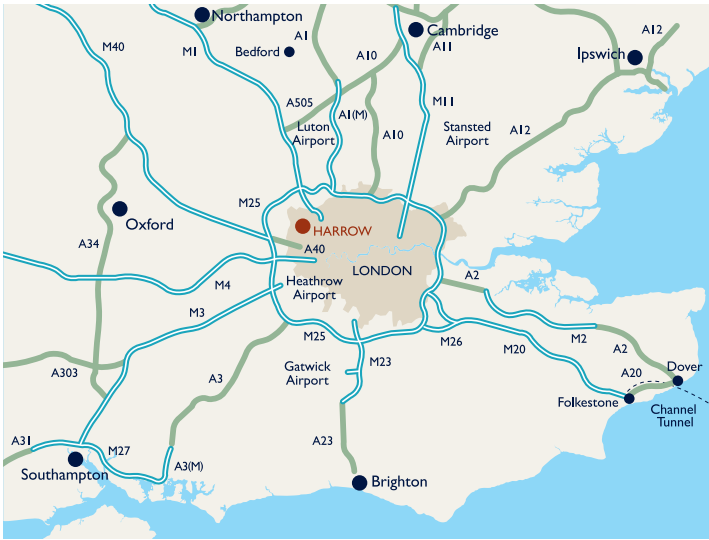 Northampton
A1
A12
M40
Cambridge
M1
Bedford
A10
A11
Ipswich
A505
M11
A1(M)
Luton
Airport
A10
Stansted
Airport
A12
M25
Oxford
HARROW
A34
A40
LONDON
A2
M4
Heathrow
Airport
M3
M25
M26
M2
M20
A2
Gatwick
Airport
M23
Dover
A303
A3
A20
Folkestone
Channel
Tunnel
A31
M27
A23
Southampton
A3(M)
Brighton